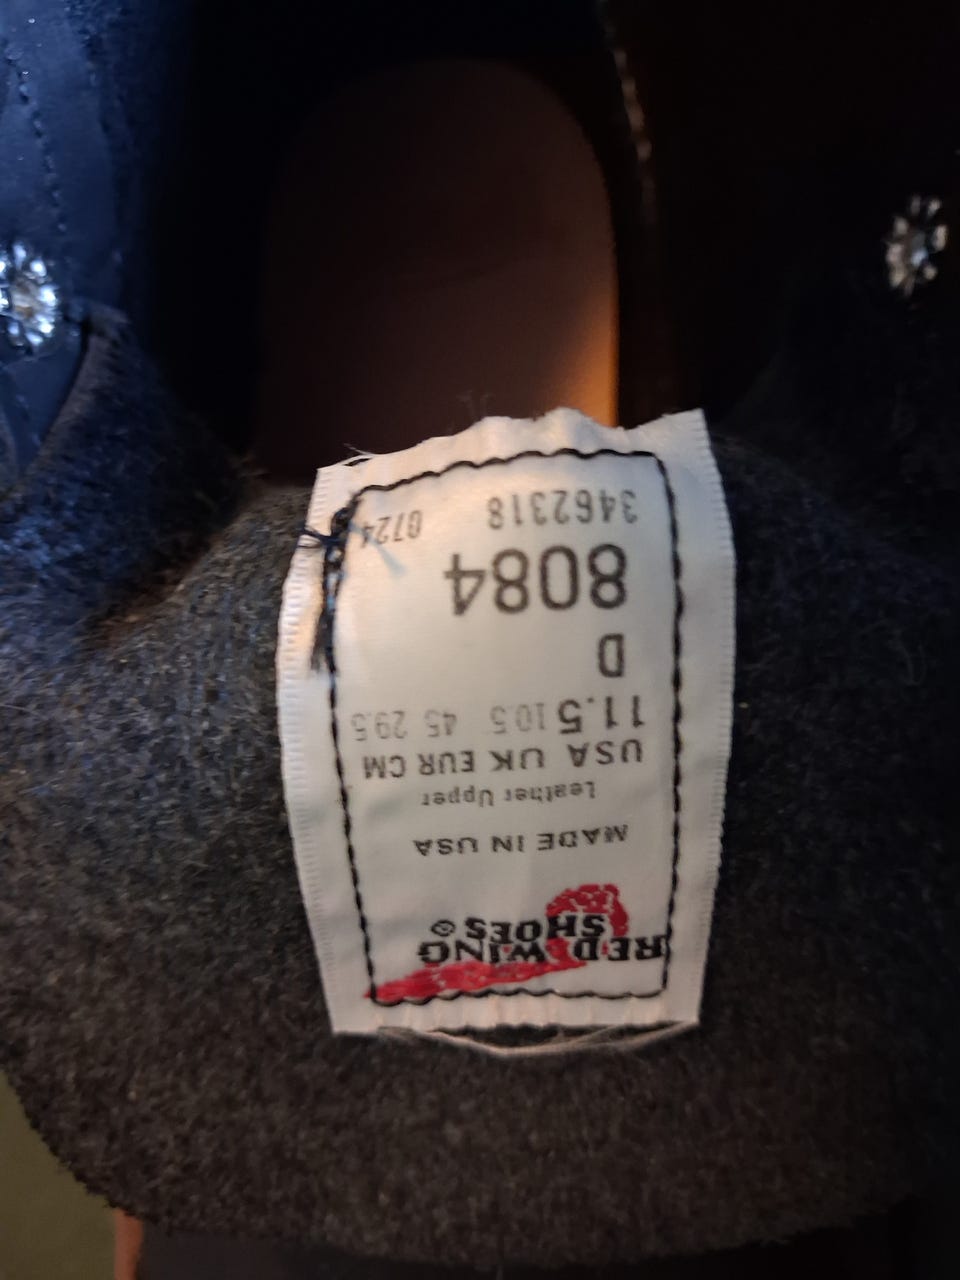 RED WING
SHOES®
MADE IN USA
Leather Upper
USA UK EUR CM
11.5 10.5 45 29.5
D
8084
3462318 0724